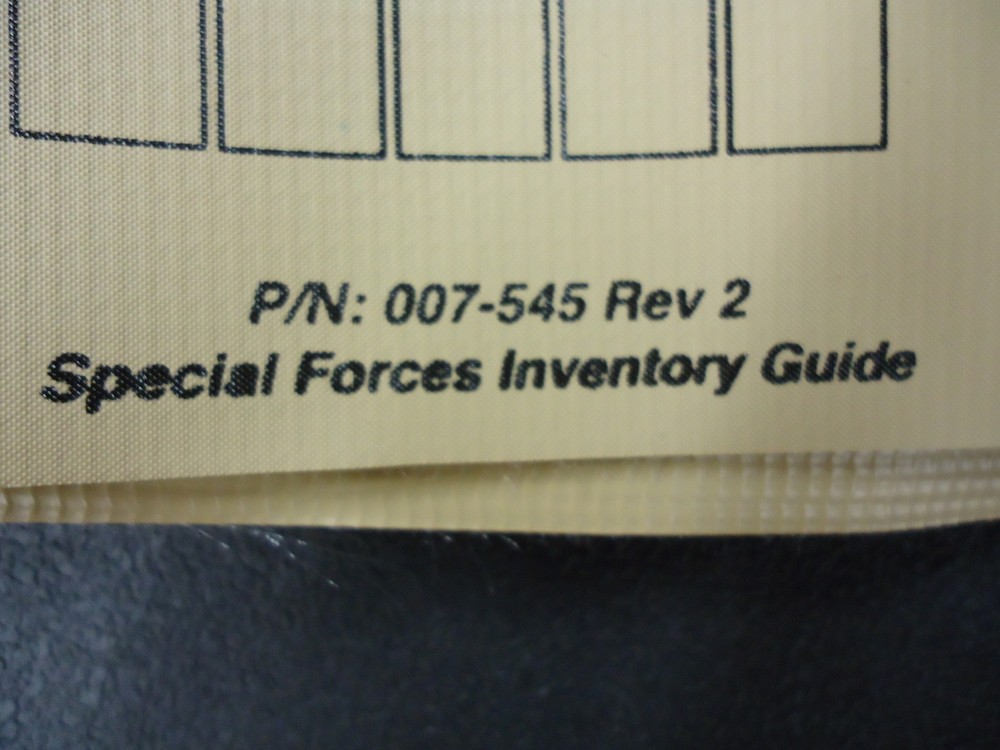 P/N: 007-545 Rev 2
Special Forces Inventory Guide